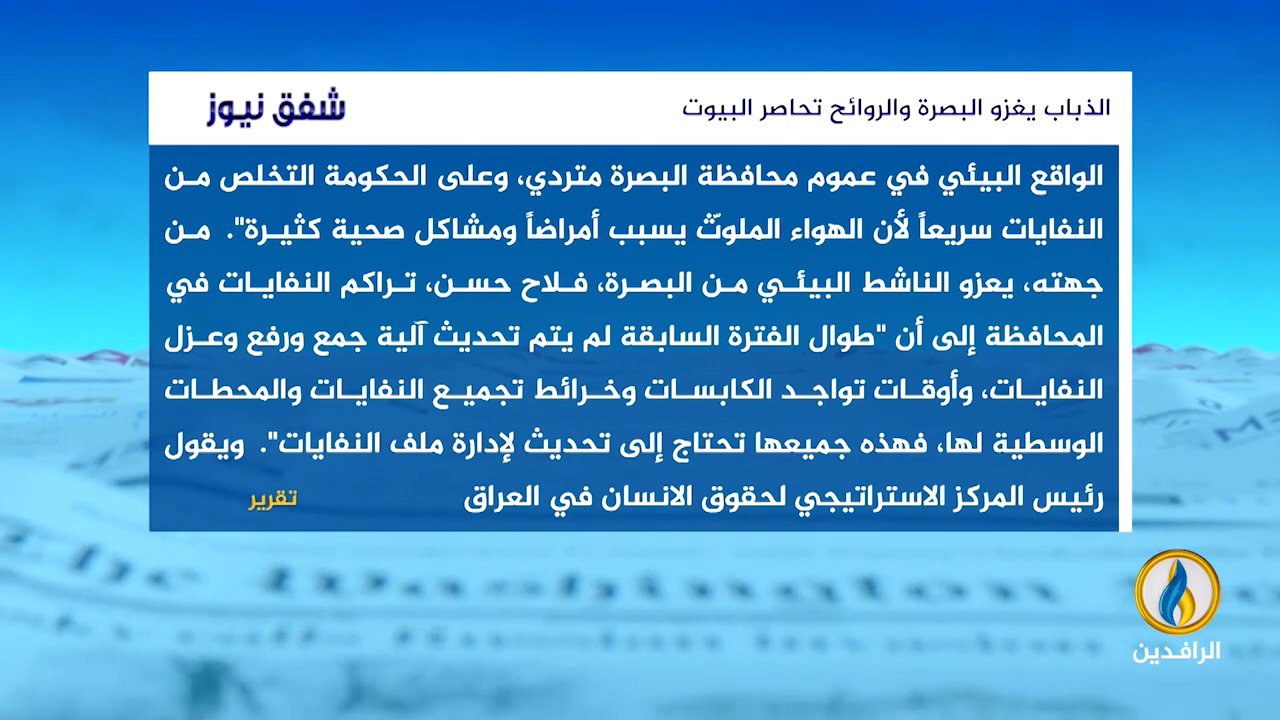 الذباب يغزو البصرة والروائح تحاصر البيوت
شفق نيوز
الواقع البيئي في عموم محافظة البصرة متردي، وعلى الحكومة التخلص من
النفايات سريعاً لأن الهواء الملوّث يسبب أمراضاً ومشاكل صحية كثيرة". من
جهته، يعزو الناشط البيئي من البصرة، فلاح حسن، تراكم النفايات في
المحافظة إلى أن "طوال الفترة السابقة لم يتم تحديث آلية جمع ورفع وعزل
النفايات، وأوقات تواجد الكابسات وخرائط تجميع النفايات والمحطات
الوسطية لها، فهذه جميعها تحتاج إلى تحديث لإدارة ملف النفايات". ويقول
رئيس المركز الاستراتيجي لحقوق الانسان في العراق
تقرير
الرافدين